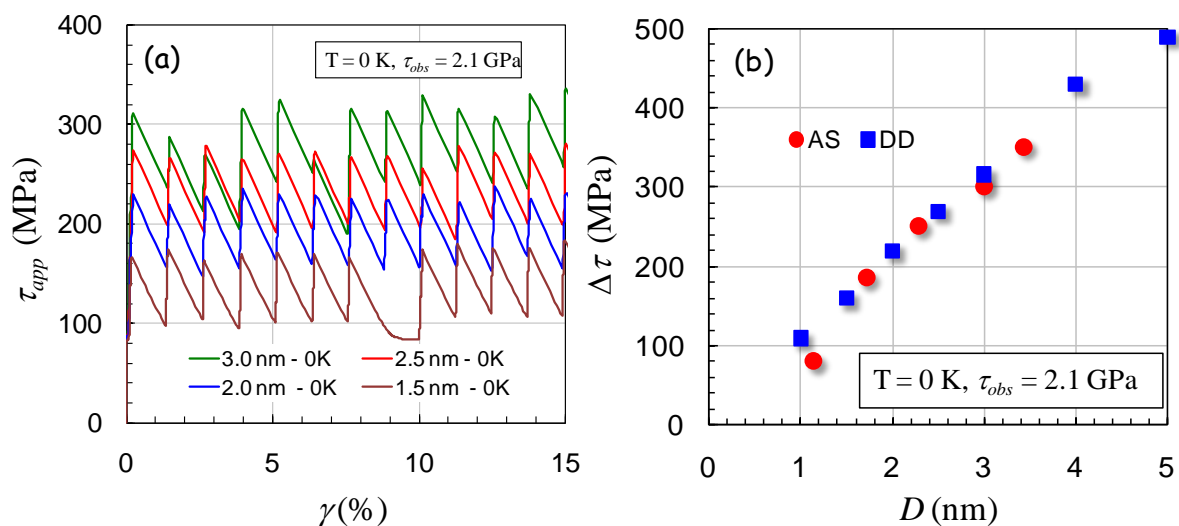 400
300
200
100
0
τapp (MPa)
(a)
T = 0 K, τobs = 2.1 GPa
3.0 nm - 0K
2.5 nm - 0K
2.0 nm - 0K
1.5 nm - 0K
0
5
10
15
γ (%)
500
400
300
200
100
0
Δτ (MPa)
(b)
AS
DD
T = 0 K, τobs = 2.1 GPa
0
1
2
3
4
5
D (nm)